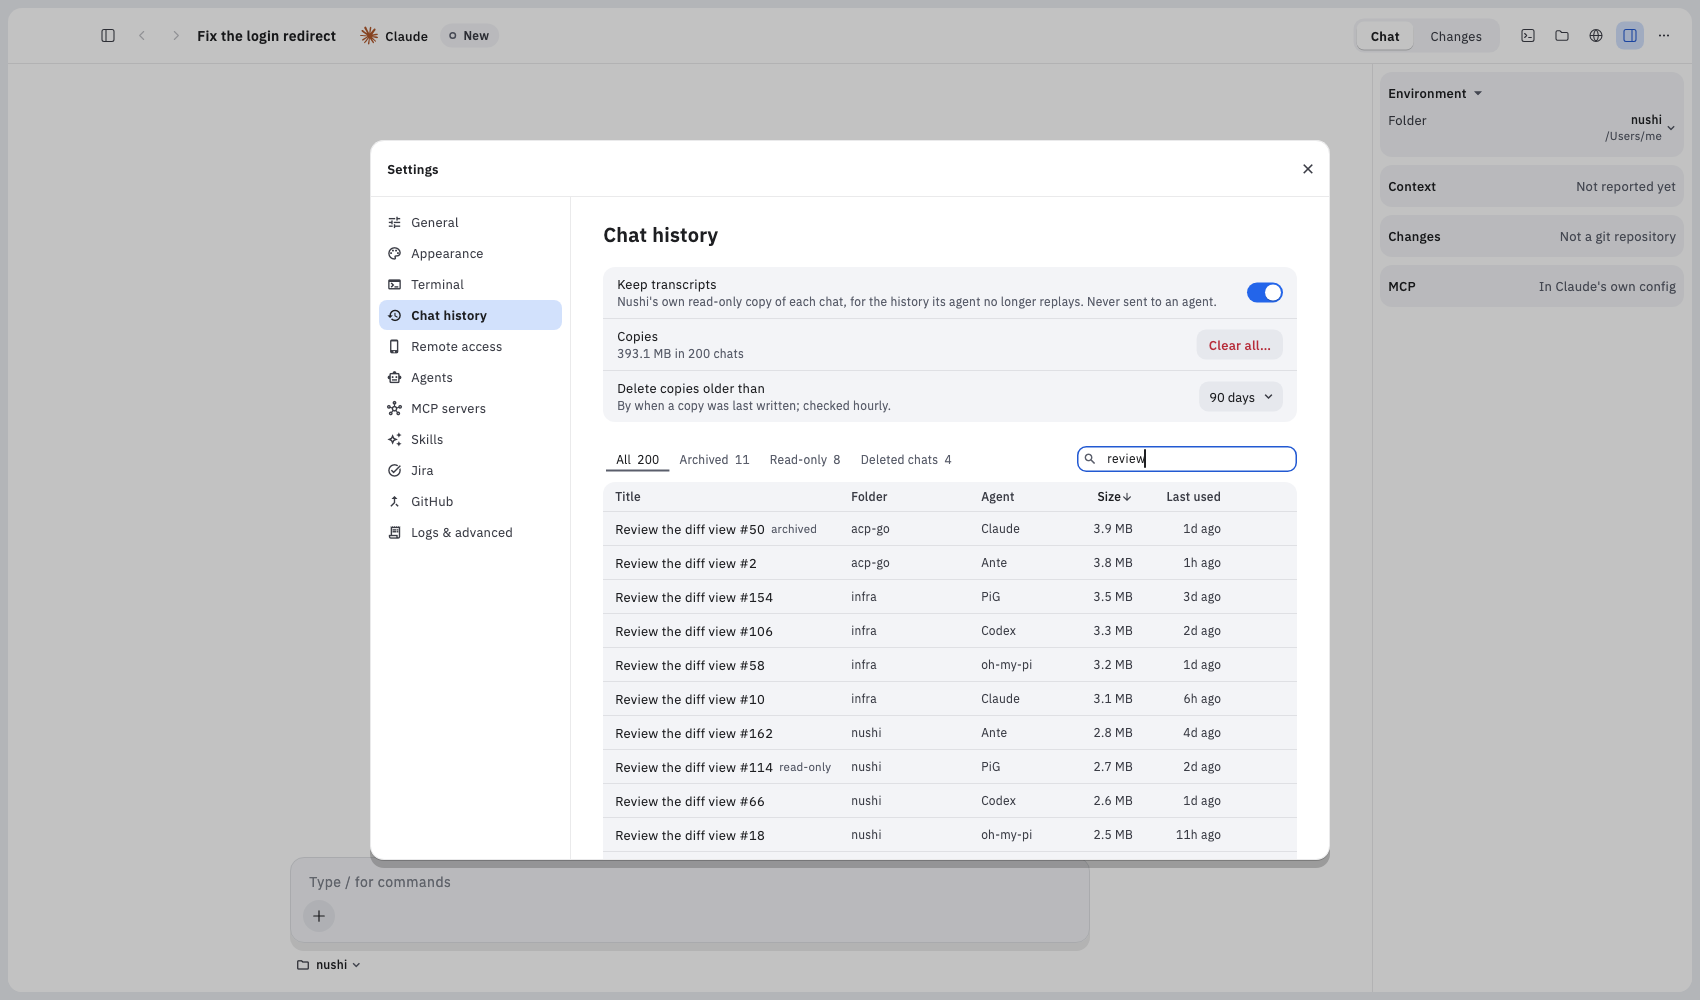 Fix the login redirect
Claude
New
Chat
Changes
Environment
Folder
nushi
/Users/me
Context
Not reported yet
Changes
Not a git repository
MCP
In Claude's own config
Settings
General
Appearance
Terminal
Chat history
Remote access
Agents
MCP servers
Skills
Jira
GitHub
Logs & advanced
Chat history
Keep transcripts
Nushi's own read-only copy of each chat, for the history its agent no longer replays. Never sent to an agent.
Copies
393.1 MB in 200 chats
Clear all…
Delete copies older than
By when a copy was last written; checked hourly.
90 days
All 200 Archived 11 Read-only 8 Deleted chats 4
review
Title Folder Agent Size↓ Last used
Review the diff view #50 archived acp-go Claude 3.9 MB 1d ago
Review the diff view #2 acp-go Ante 3.8 MB 1h ago
Review the diff view #154 infra PiG 3.5 MB 3d ago
Review the diff view #106 infra Codex 3.3 MB 2d ago
Review the diff view #58 infra oh-my-pi 3.2 MB 1d ago
Review the diff view #10 infra Claude 3.1 MB 6h ago
Review the diff view #162 nushi Ante 2.8 MB 4d ago
Review the diff view #114 read-only nushi PiG 2.7 MB 2d ago
Review the diff view #66 nushi Codex 2.6 MB 1d ago
Review the diff view #18 nushi oh-my-pi 2.5 MB 11h ago
Type / for commands
nushi